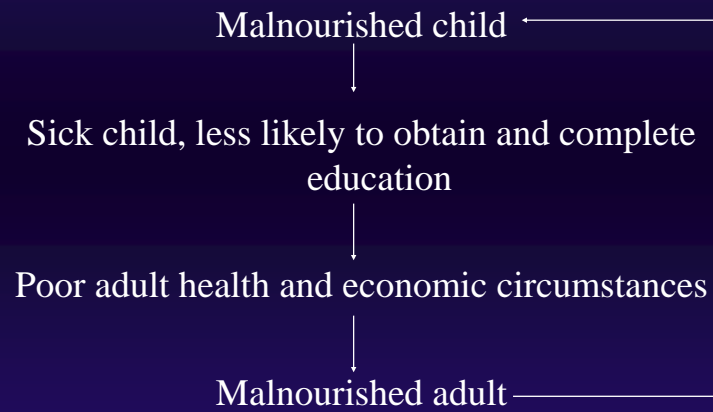 Malnourished child
Sick child, less likely to obtain and complete
education
Poor adult health and economic circumstances
Malnourished adult